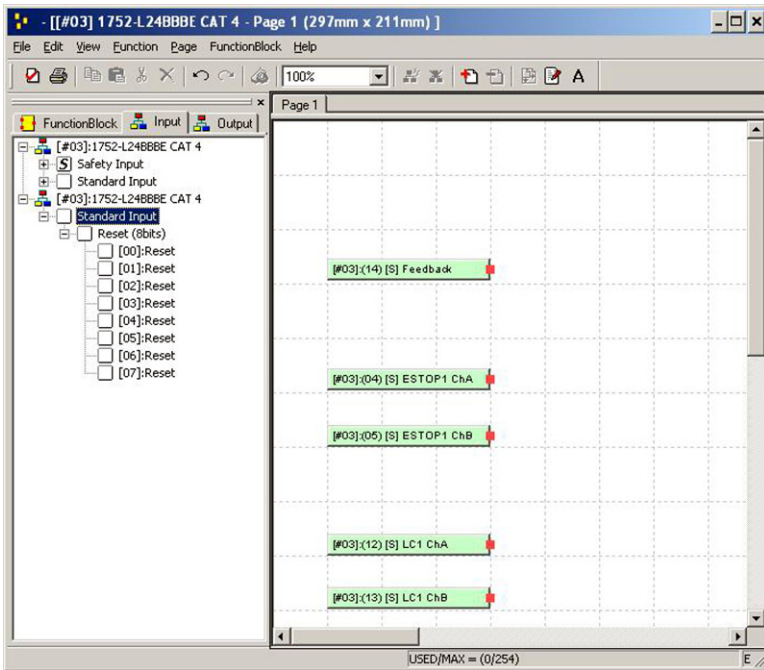 - [[#03] 1752-L24BBBE CAT 4 - Page 1 (297mm x 211mm) ]
File Edit View Function Page FunctionBlock Help
100%
A
FunctionBlock Input Output
[#03]:1752-L24BBBE CAT 4
S Safety Input
Standard Input
[#03]:1752-L24BBBE CAT 4
Standard Input
Reset (8bits)
[00]:Reset
[01]:Reset
[02]:Reset
[03]:Reset
[04]:Reset
[05]:Reset
[06]:Reset
[07]:Reset
Page 1
[#03]:(14) [S] Feedback
[#03]:(04) [S] ESTOP1 ChA
[#03]:(05) [S] ESTOP1 ChB
[#03]:(12) [S] LC1 ChA
[#03]:(13) [S] LC1 ChB
USED/MAX = (0/254)
E